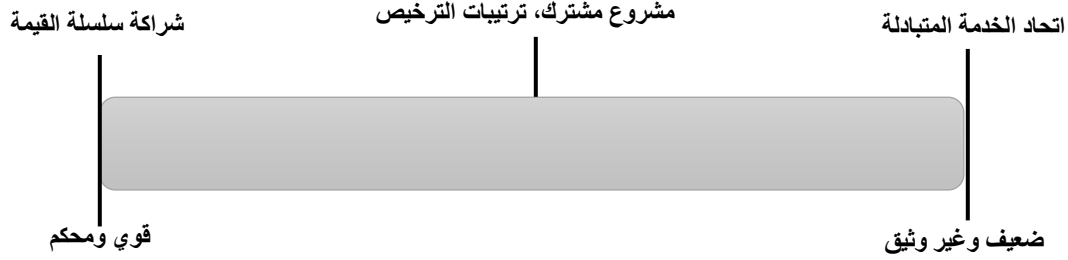 اتحاد الخدمة المتبادلة
مشروع مشترك، ترتيبات الترخيص
شراكة سلسلة القيمة
ضعيف وغير وثيق
قوي ومحكم